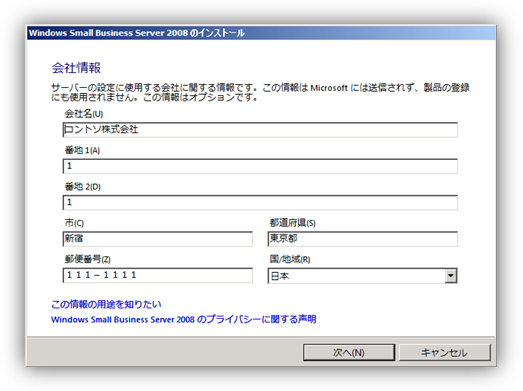 Windows Small Business Server 2008 のインストール
会社情報
サーバーの設定に使用する会社に関する情報です。この情報は Microsoft には送信されず、製品の登録
にも使用されません。この情報はオプションです。
会社名(U)
コントソ株式会社
番地 1(A)
1
番地 2(D)
1
市(C) 都道府県(S)
新宿 東京都
郵便番号(Z) 国/地域(R)
111-1111 日本
この情報の用途を知りたい
Windows Small Business Server 2008 のプライバシーに関する声明
次へ(N) キャンセル